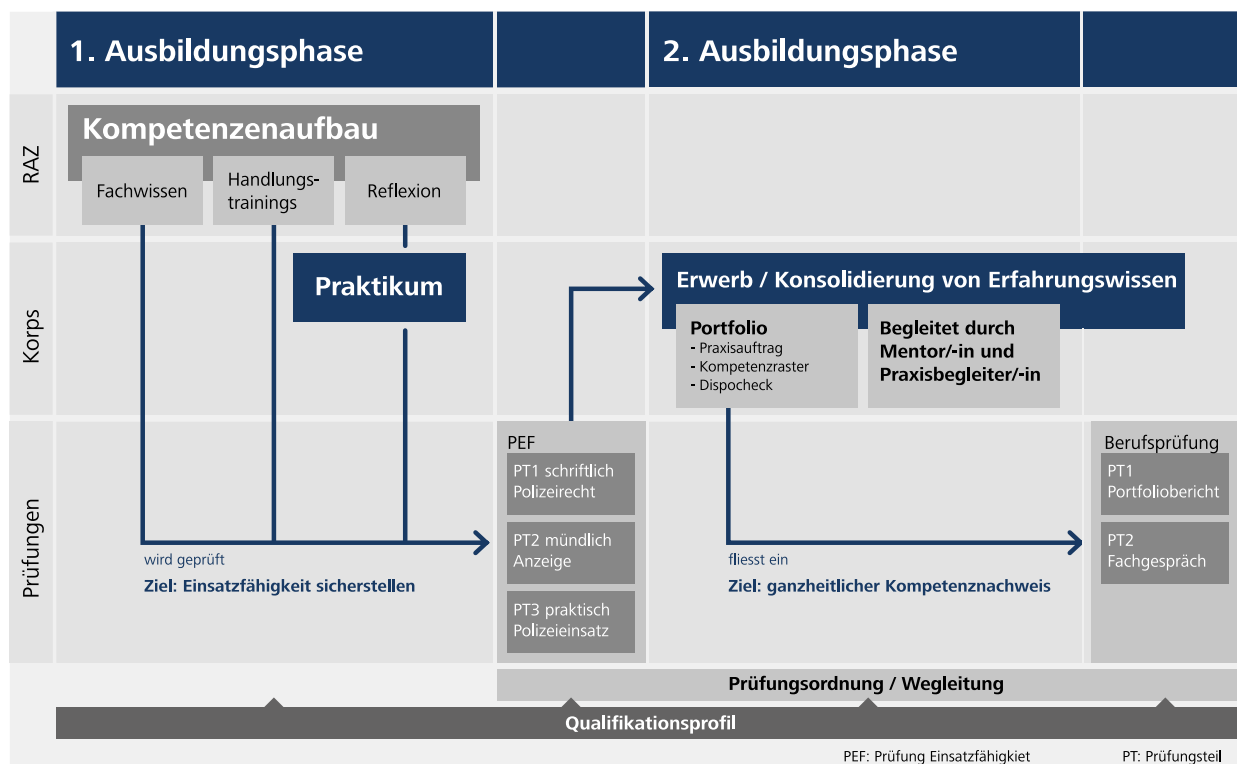 1. Ausbildungsphase
2. Ausbildungsphase
RAZ
Kompetenzenaufbau
Fachwissen
Handlungs-
trainings
Reflexion
Korps
Praktikum
Erwerb / Konsolidierung von Erfahrungswissen
Portfolio
- Praxisauftrag
- Kompetenzraster
- Dispocheck
Begleitet durch
Mentor/-in und
Praxisbegleiter/-in
Prüfungen
wird geprüft
Ziel: Einsatzfähigkeit sicherstellen
PEF
PT1 schriftlich
Polizeirecht
PT2 mündlich
Anzeige
PT3 praktisch
Polizeieinsatz
fliesst ein
Ziel: ganzheitlicher Kompetenznachweis
Berufsprüfung
PT1
Portfoliobericht
PT2
Fachgespräch
Prüfungsordnung / Wegleitung
Qualifikationsprofil
PEF: Prüfung Einsatzfähigkiet
PT: Prüfungsteil